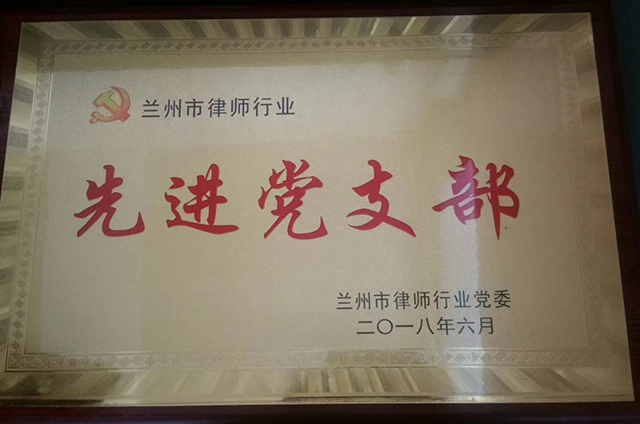 兰州市律师行业
先进党支部
兰州市律师行业党委
二〇一八年六月